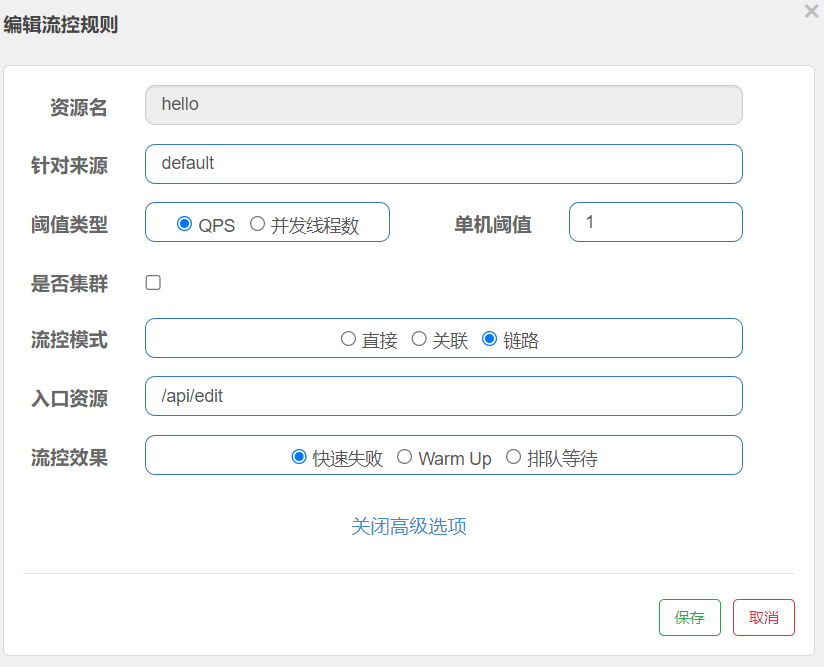 编辑流控规则
×
资源名 hello
针对来源 default
阈值类型 QPS 并发线程数 单机阈值 1
是否集群
流控模式 直接 关联 链路
入口资源 /api/edit
流控效果 快速失败 Warm Up 排队等待
关闭高级选项
保存 取消